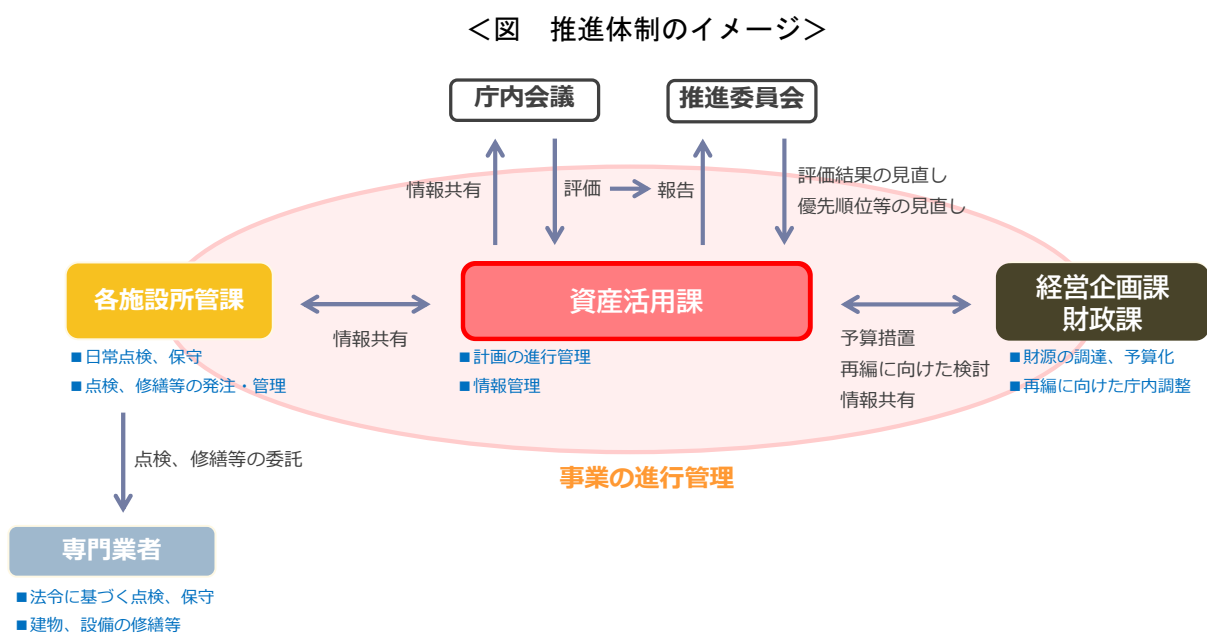 ＜図　推進体制のイメージ＞
庁内会議
推進委員会
情報共有
評価
報告
評価結果の見直し
優先順位等の見直し
各施設所管課
■日常点検、保守
■点検、修繕等の発注・管理
情報共有
資産活用課
■計画の進行管理
■情報管理
予算措置
再編に向けた検討
情報共有
経営企画課
財政課
■財源の調達、予算化
■再編に向けた庁内調整
点検、修繕等の委託
事業の進行管理
専門業者
■法令に基づく点検、保守
■建物、設備の修繕等